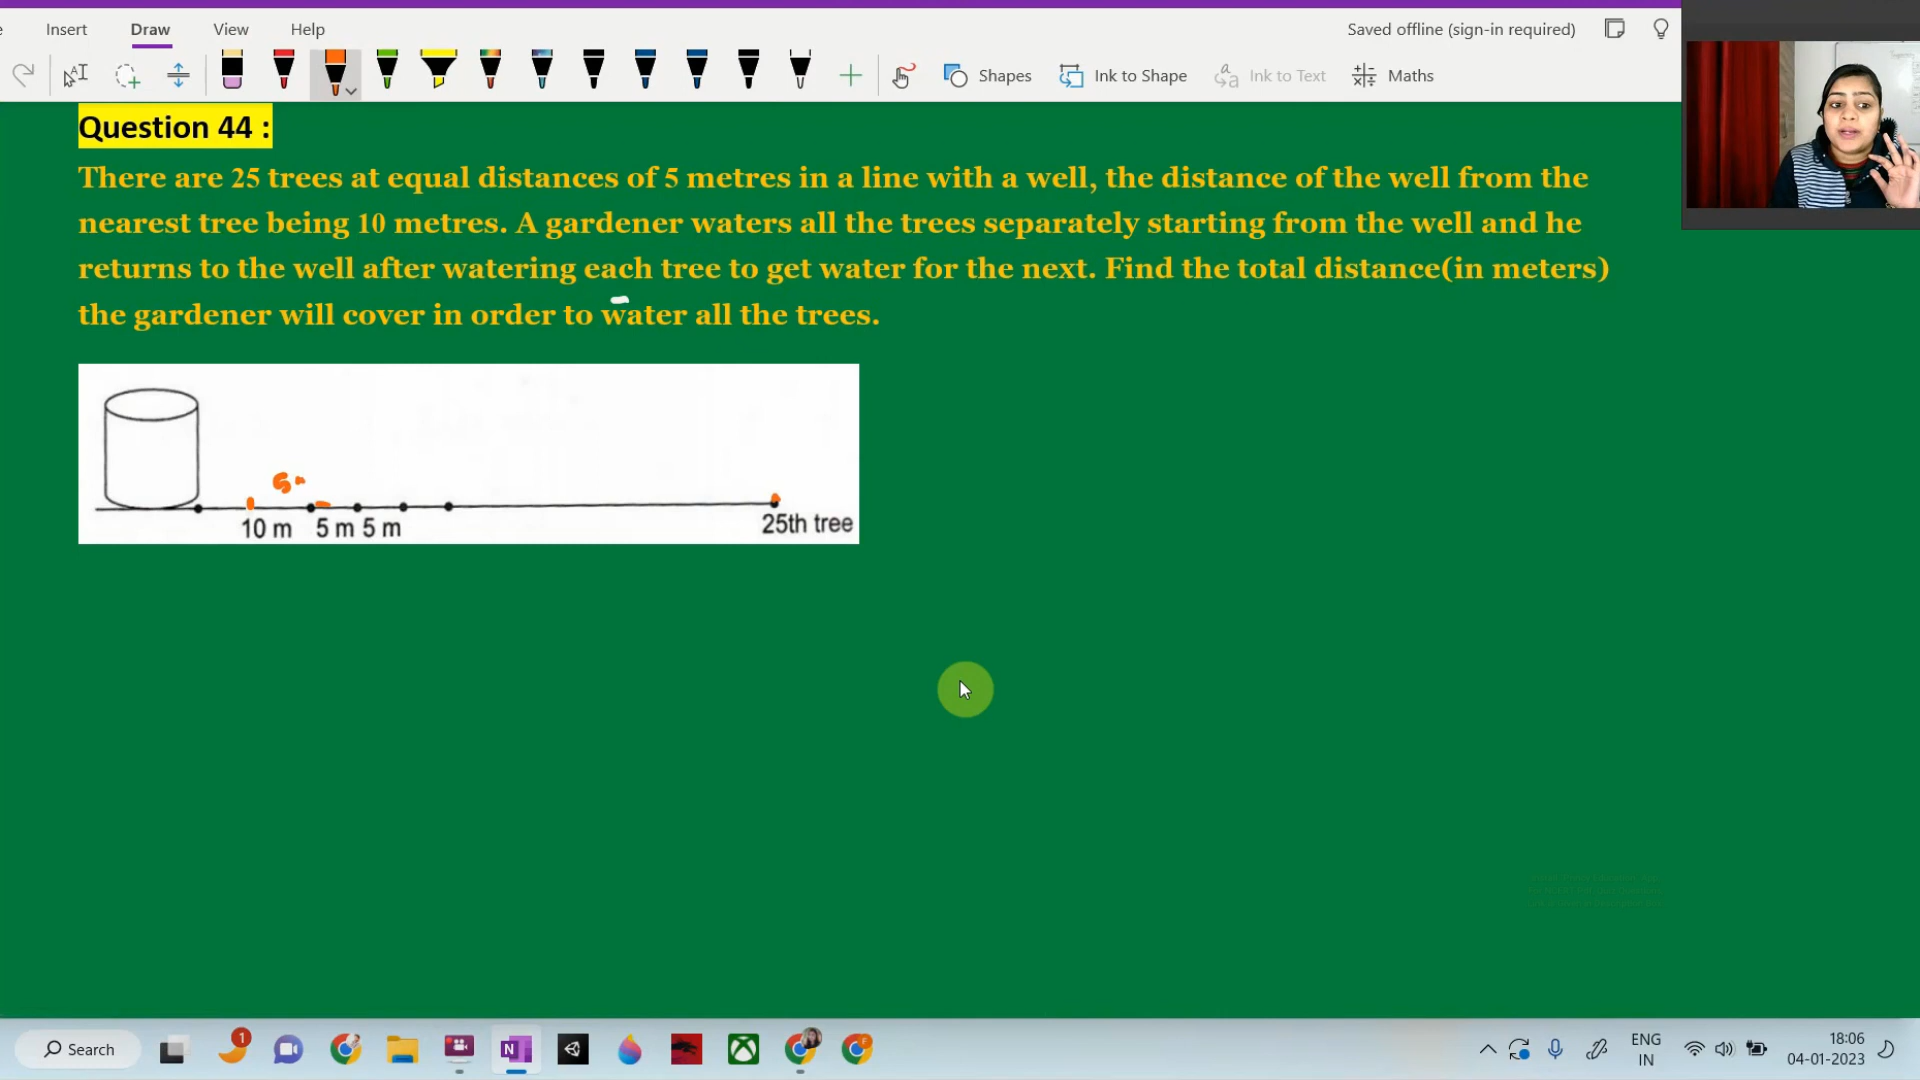 Insert Draw View Help Saved offline (sign-in required)
Shapes Ink to Shape Ink to Text Maths
Question 44 :
There are 25 trees at equal distances of 5 metres in a line with a well, the distance of the well from the
nearest tree being 10 metres. A gardener waters all the trees separately starting from the well and he
returns to the well after watering each tree to get water for the next. Find the total distance(in meters)
the gardener will cover in order to water all the trees.
5
10 m 5 m 5 m 25th tree
Search 1 ENG 18:06
IN 04-01-2023